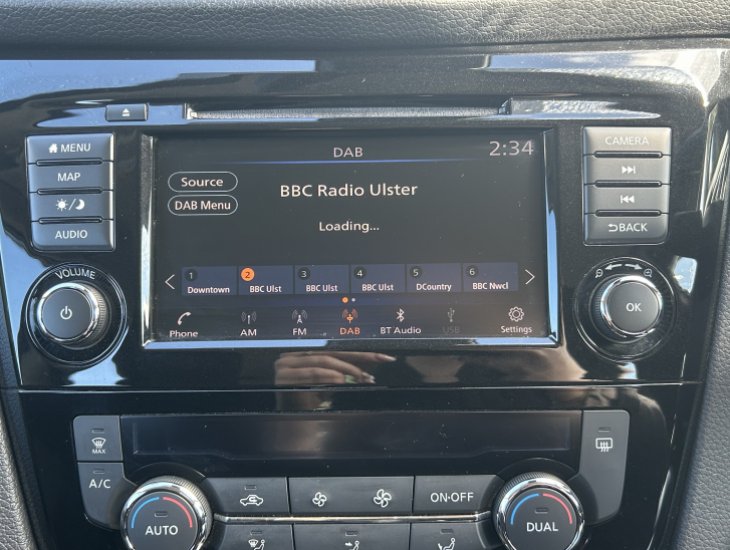 DAB
2:34
MENU
MAP
AUDIO
VOLUME
Source
DAB Menu
BBC Radio Ulster
Loading...
1 2 3 4 5 6
Downtown BBC Ulst BBC Ulst BBC Ulst DCountry BBC Nwcl
Phone AM FM DAB BT Audio USB Settings
CAMERA
BACK
OK
MAX
A/C
AUTO
ON·OFF
DUAL